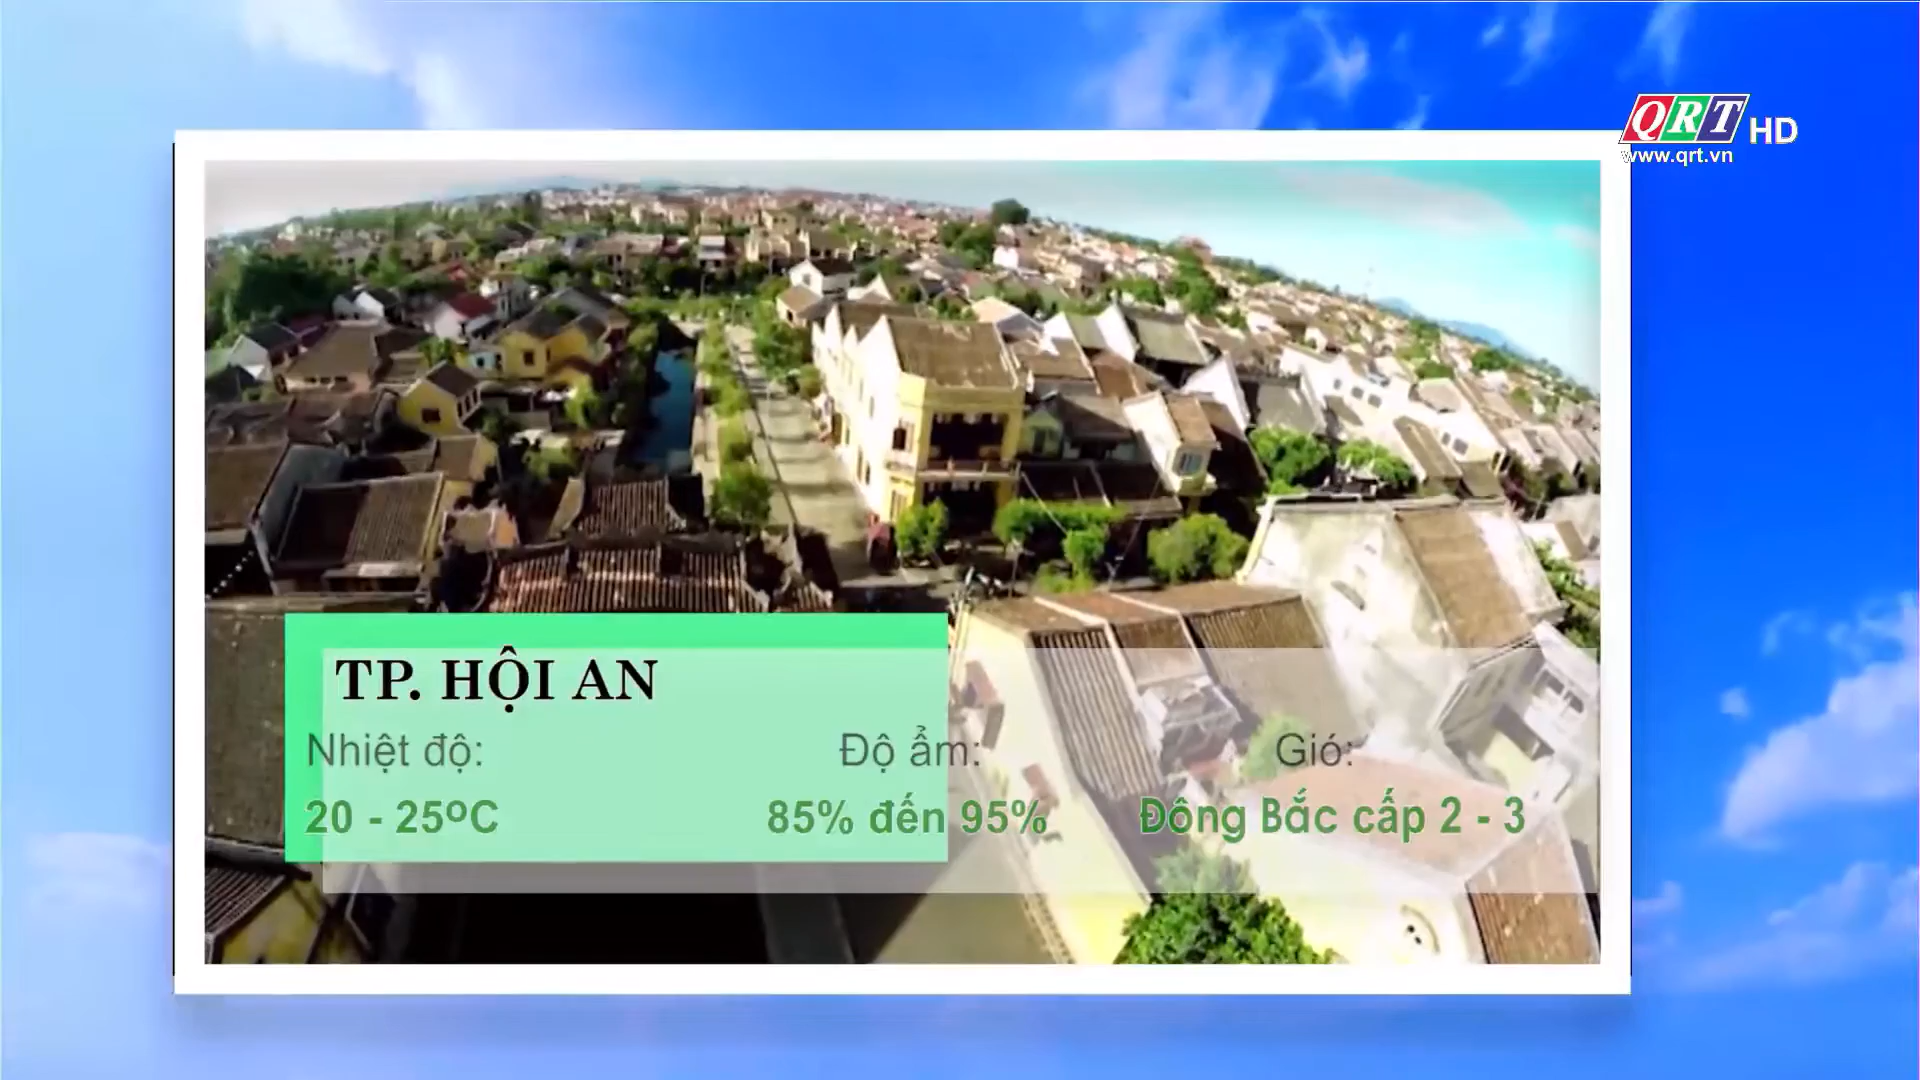 QRT HD
www.qrt.vn
TP. HỘI AN
Nhiệt độ: Độ ẩm: Gió:
20 - 25ºC 85% đến 95% Đông Bắc cấp 2 - 3